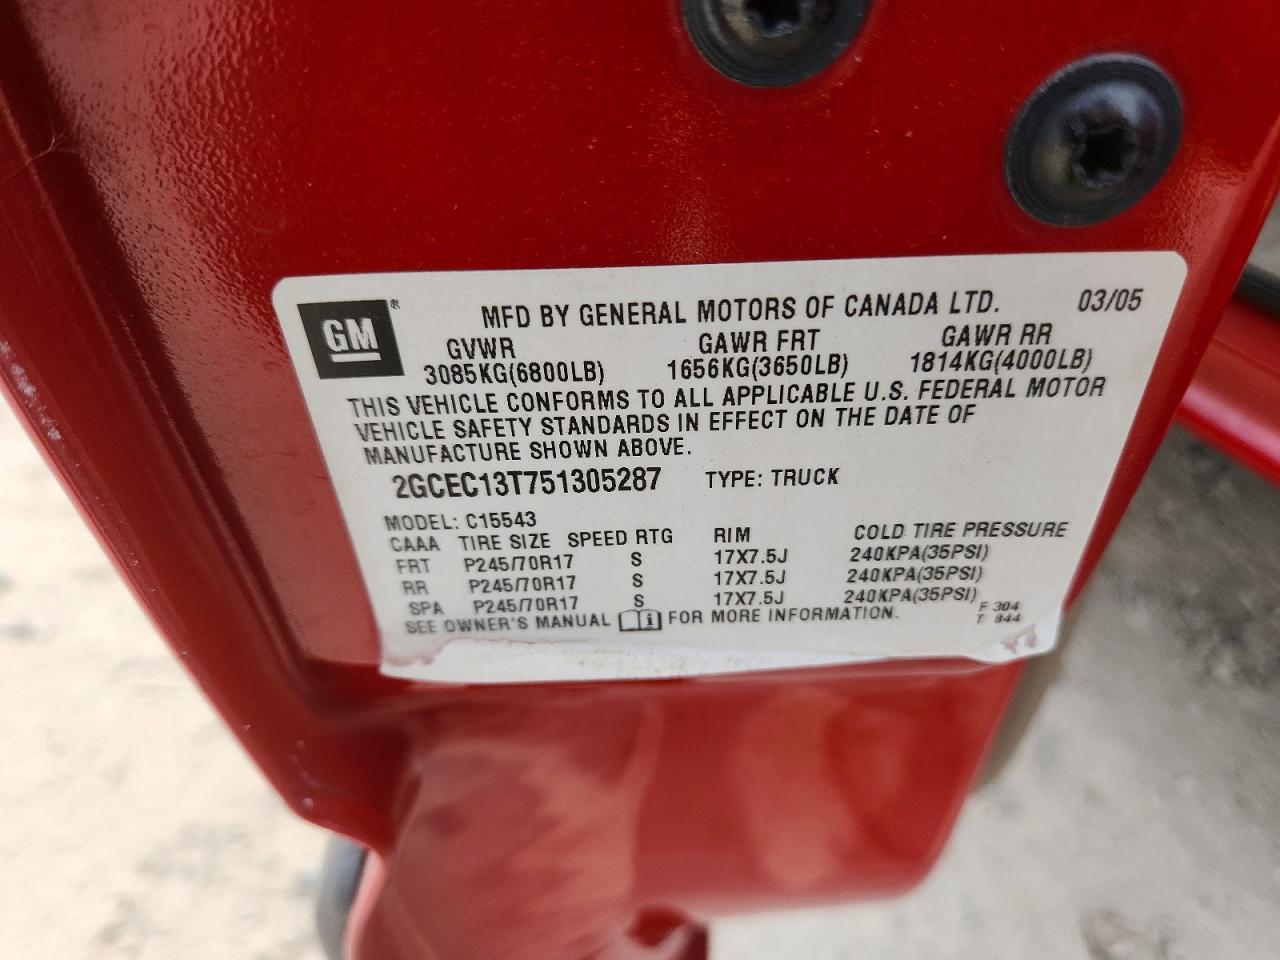 GM® MFD BY GENERAL MOTORS OF CANADA LTD. 03/05
GVWR GAWR FRT GAWR RR
3085KG(6800LB) 1656KG(3650LB) 1814KG(4000LB)
THIS VEHICLE CONFORMS TO ALL APPLICABLE U.S. FEDERAL MOTOR
VEHICLE SAFETY STANDARDS IN EFFECT ON THE DATE OF
MANUFACTURE SHOWN ABOVE.
2GCEC13T751305287 TYPE: TRUCK
MODEL: C15543
CAAA TIRE SIZE SPEED RTG RIM COLD TIRE PRESSURE
FRT P245/70R17 S 17X7.5J 240KPA(35PSI)
RR P245/70R17 S 17X7.5J 240KPA(35PSI)
SPA P245/70R17 S 17X7.5J 240KPA(35PSI)
SEE OWNER'S MANUAL i FOR MORE INFORMATION. F 304
T 844